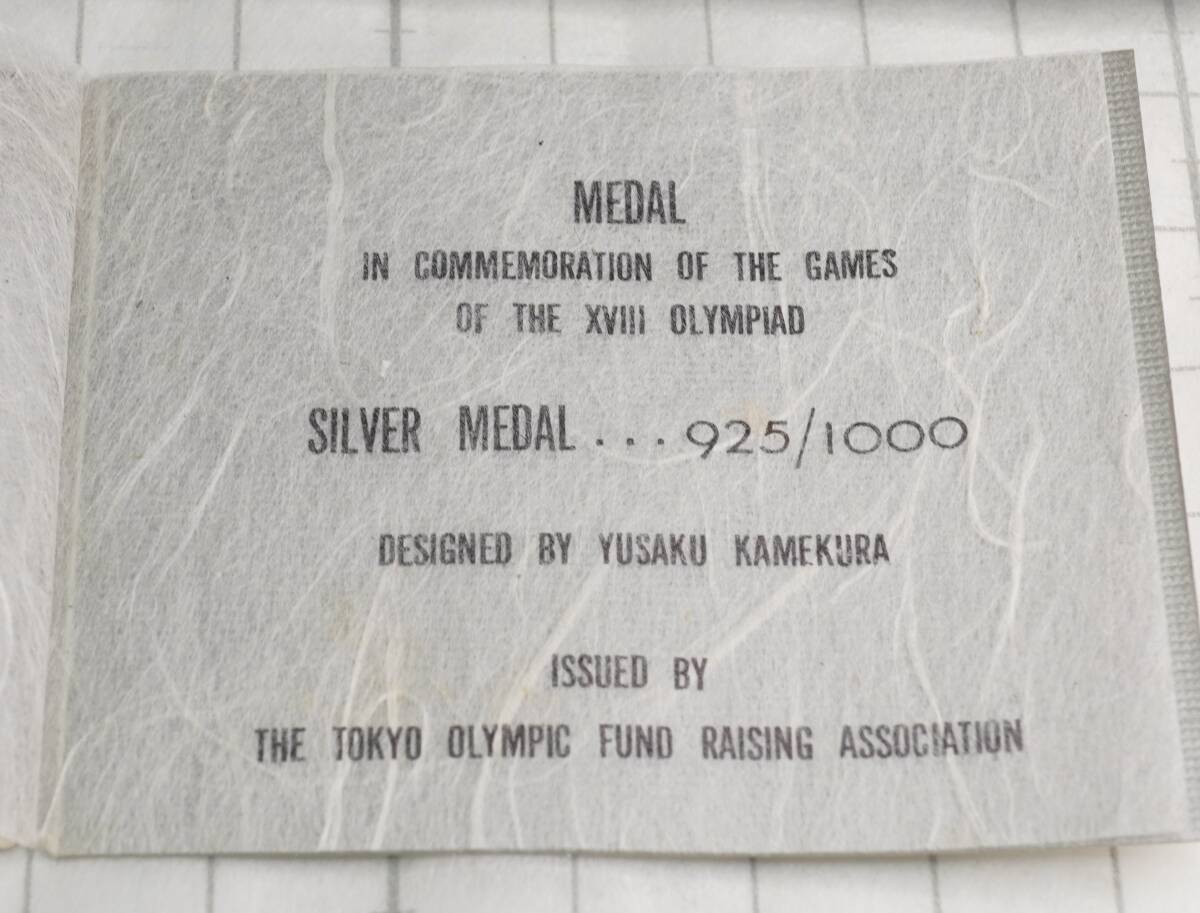 MEDAL
IN COMMEMORATION OF THE GAMES
OF THE XVIII OLYMPIAD
SILVER MEDAL...925/1000
DESIGNED BY YUSAKU KAMEKURA
ISSUED BY
THE TOKYO OLYMPIC FUND RAISING ASSOCIATION